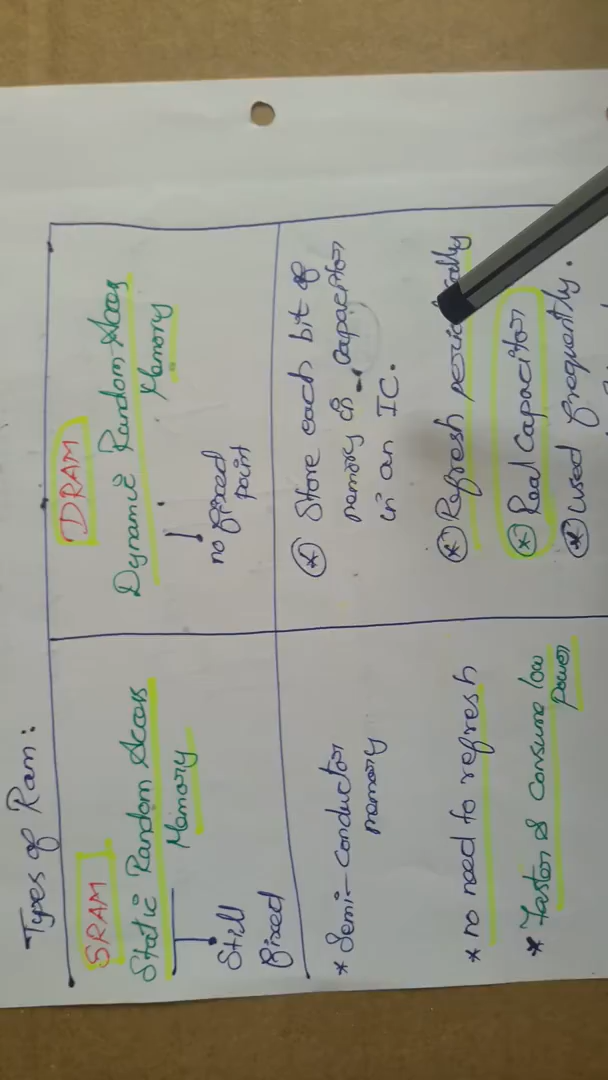 Types of Ram:
SRAM
Static Random Access
Memory
Still
fixed
* Semi-conductor
memory
* no need to refresh
* Faster & Consume low
power
DRAM
Dynamic Random Access
Memory
no fixed
point
* Store each bit of
memory in capacitor
in an IC.
* Refresh
* Real Capacitor
* used frequently.